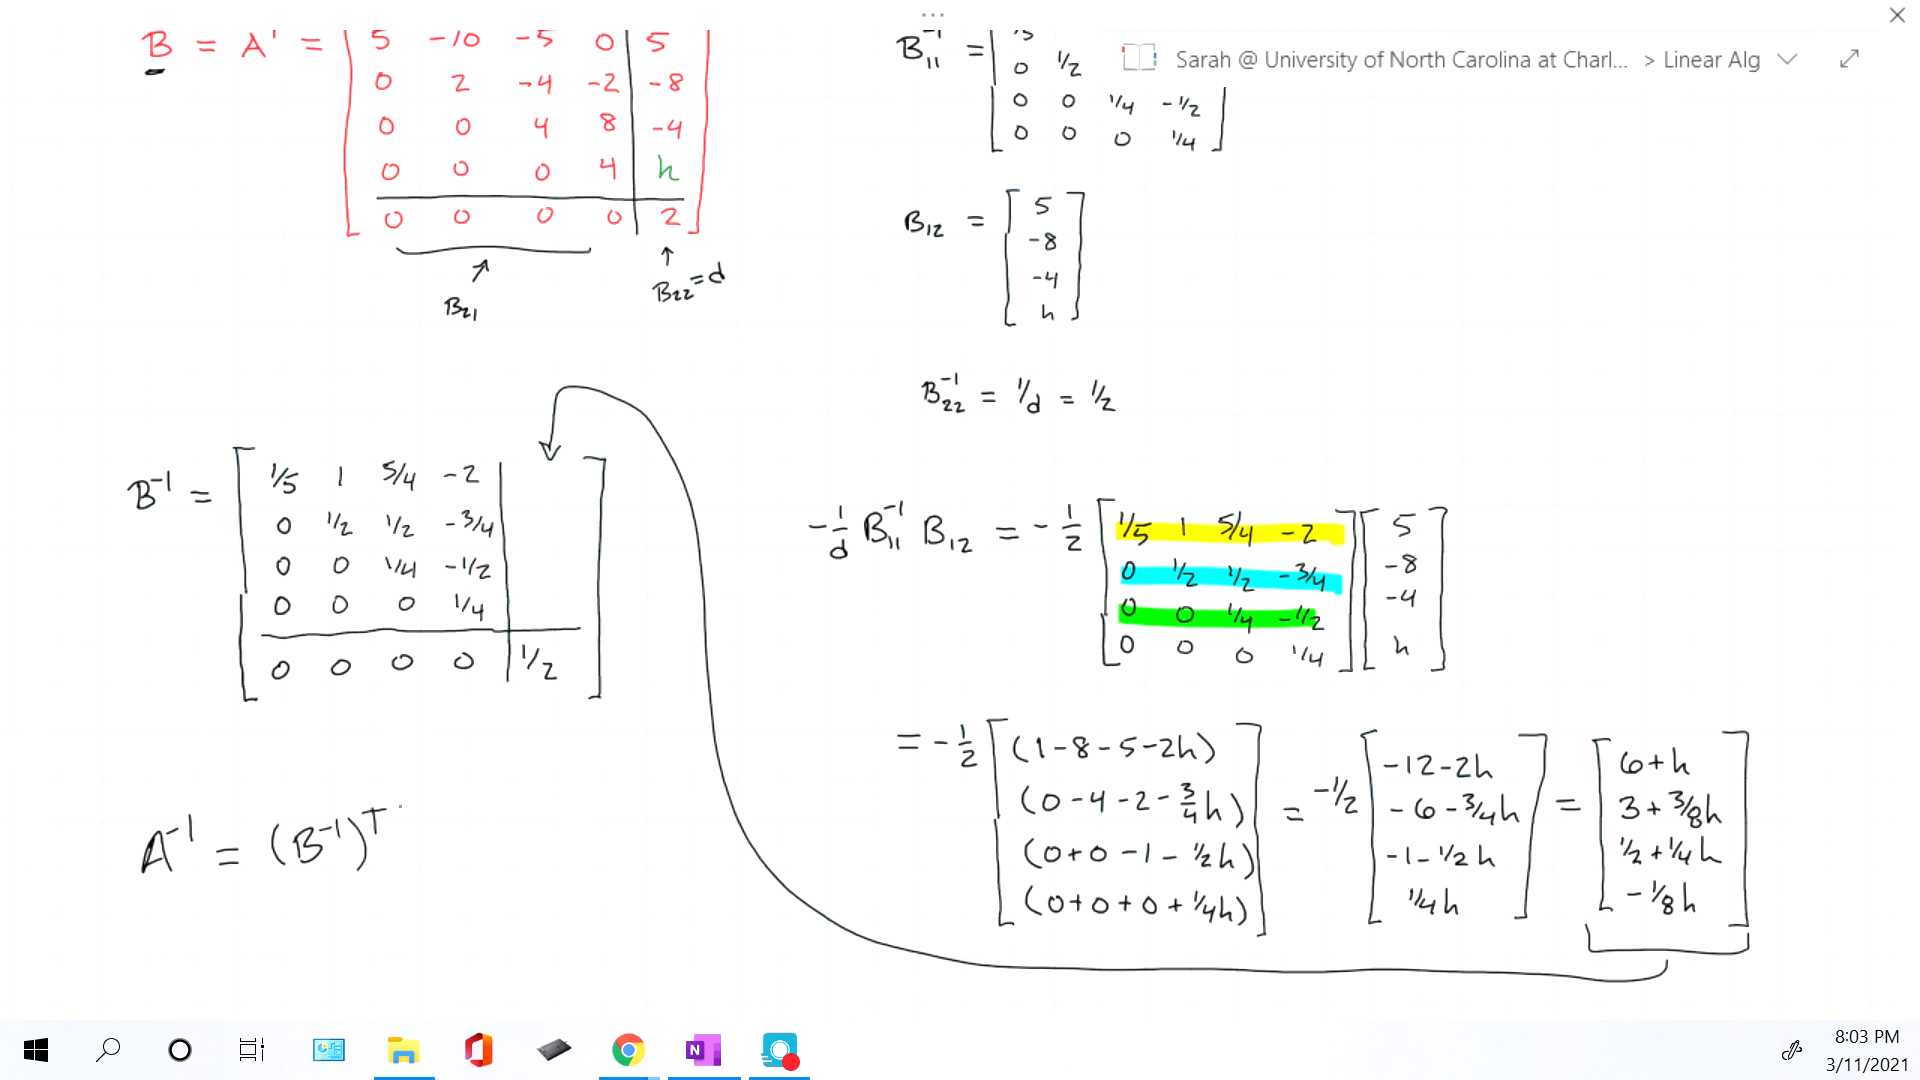 Sarah @ University of North Carolina at Charl... > Linear Alg
B = A' =
5 -10 -5 0 5
0 2 -4 -2 -8
0 0 4 8 -4
0 0 0 4 h
0 0 0 0 2
B21
B22 = d
B11^-1 =
0 1/2
0 0 1/4 -1/2
0 0 0 1/4
B12 =
5
-8
-4
h
B22^-1 = 1/d = 1/2
B^-1 =
1/5 1 5/4 -2
0 1/2 1/2 -3/4
0 0 1/4 -1/2
0 0 0 1/4
0 0 0 0 1/2
-1/d B11^-1 B12 = -1/2
1/5 1 5/4 -2 5
0 1/2 1/2 -3/4 -8
0 0 1/4 -1/2 -4
0 0 0 1/4 h
= -1/2
(1-8-5-2h)
(0-4-2-3/4h)
(0+0-1-1/2h)
(0+0+0+1/4h)
= -1/2
-12-2h
-6-3/4h
-1-1/2h
1/4h
=
6+h
3+3/8h
1/2+1/4h
-1/8h
A^-1 = (B^-1)^T
8:03 PM
3/11/2021